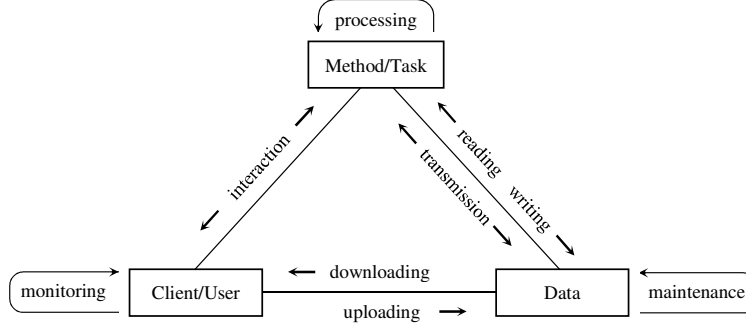 processing
Method/Task
interaction
reading
writing
transmission
downloading
monitoring
Client/User
Data
maintenance
uploading